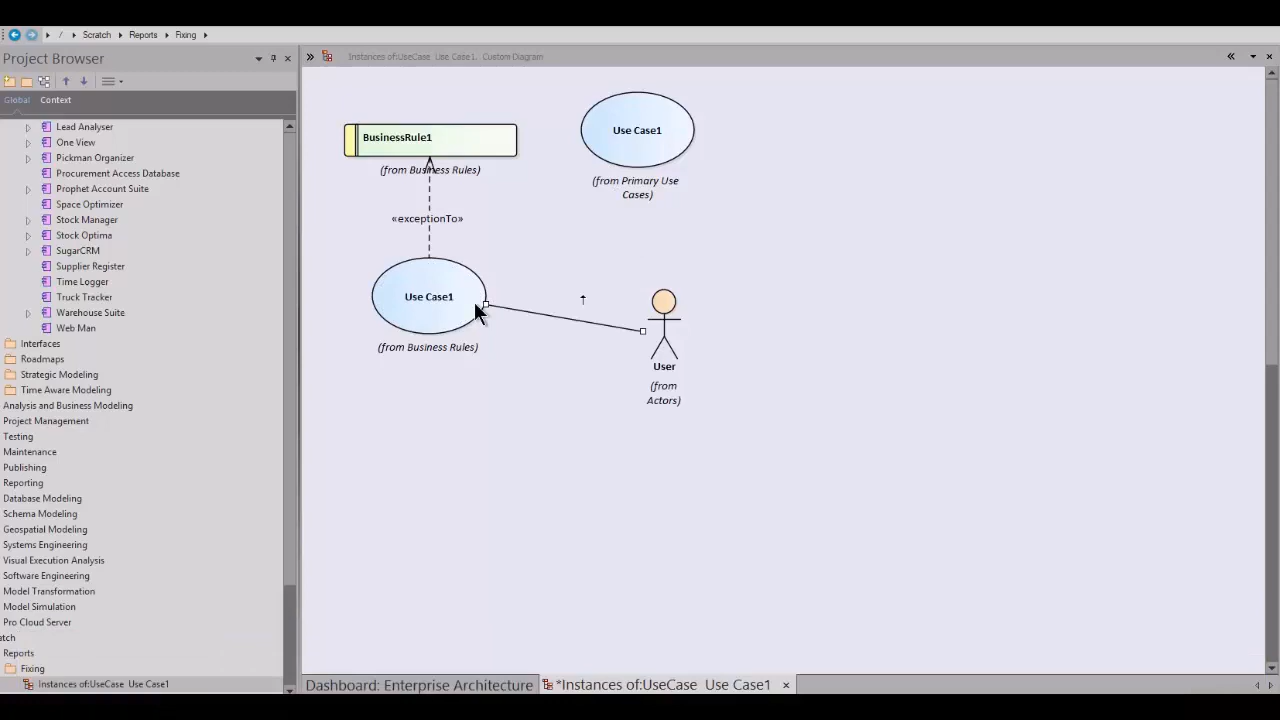 / Scratch Reports Fixing
Project Browser
Instances of:UseCase Use Case1. Custom Diagram
Global Context
Lead Analyser
One View
Pickman Organizer
Procurement Access Database
Prophet Account Suite
Space Optimizer
Stock Manager
Stock Optima
SugarCRM
Supplier Register
Time Logger
Truck Tracker
Warehouse Suite
Web Man
Interfaces
Roadmaps
Strategic Modeling
Time Aware Modeling
Analysis and Business Modeling
Project Management
Testing
Maintenance
Publishing
Reporting
Database Modeling
Schema Modeling
Geospatial Modeling
Systems Engineering
Visual Execution Analysis
Software Engineering
Model Transformation
Model Simulation
Pro Cloud Server
atch
Reports
Fixing
Instances of:UseCase Use Case1
BusinessRule1
(from Business Rules)
«exceptionTo»
Use Case1
(from Business Rules)
Use Case1
(from Primary Use
Cases)
User
(from
Actors)
Dashboard: Enterprise Architecture
*Instances of:UseCase Use Case1